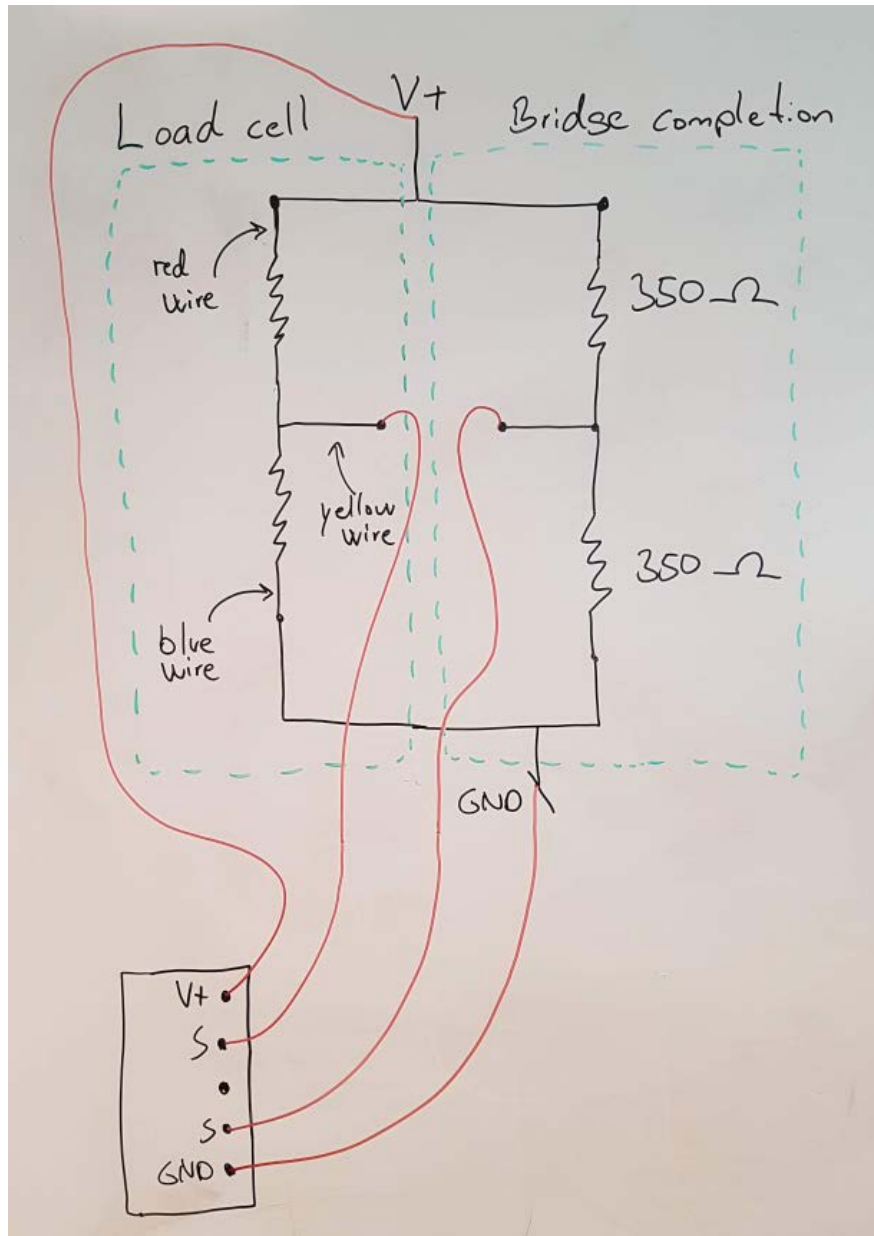 V+
Load cell
Bridge completion
red
wire
350 Ω
yellow
wire
350 Ω
blue
wire
GND
V+
S
S
GND